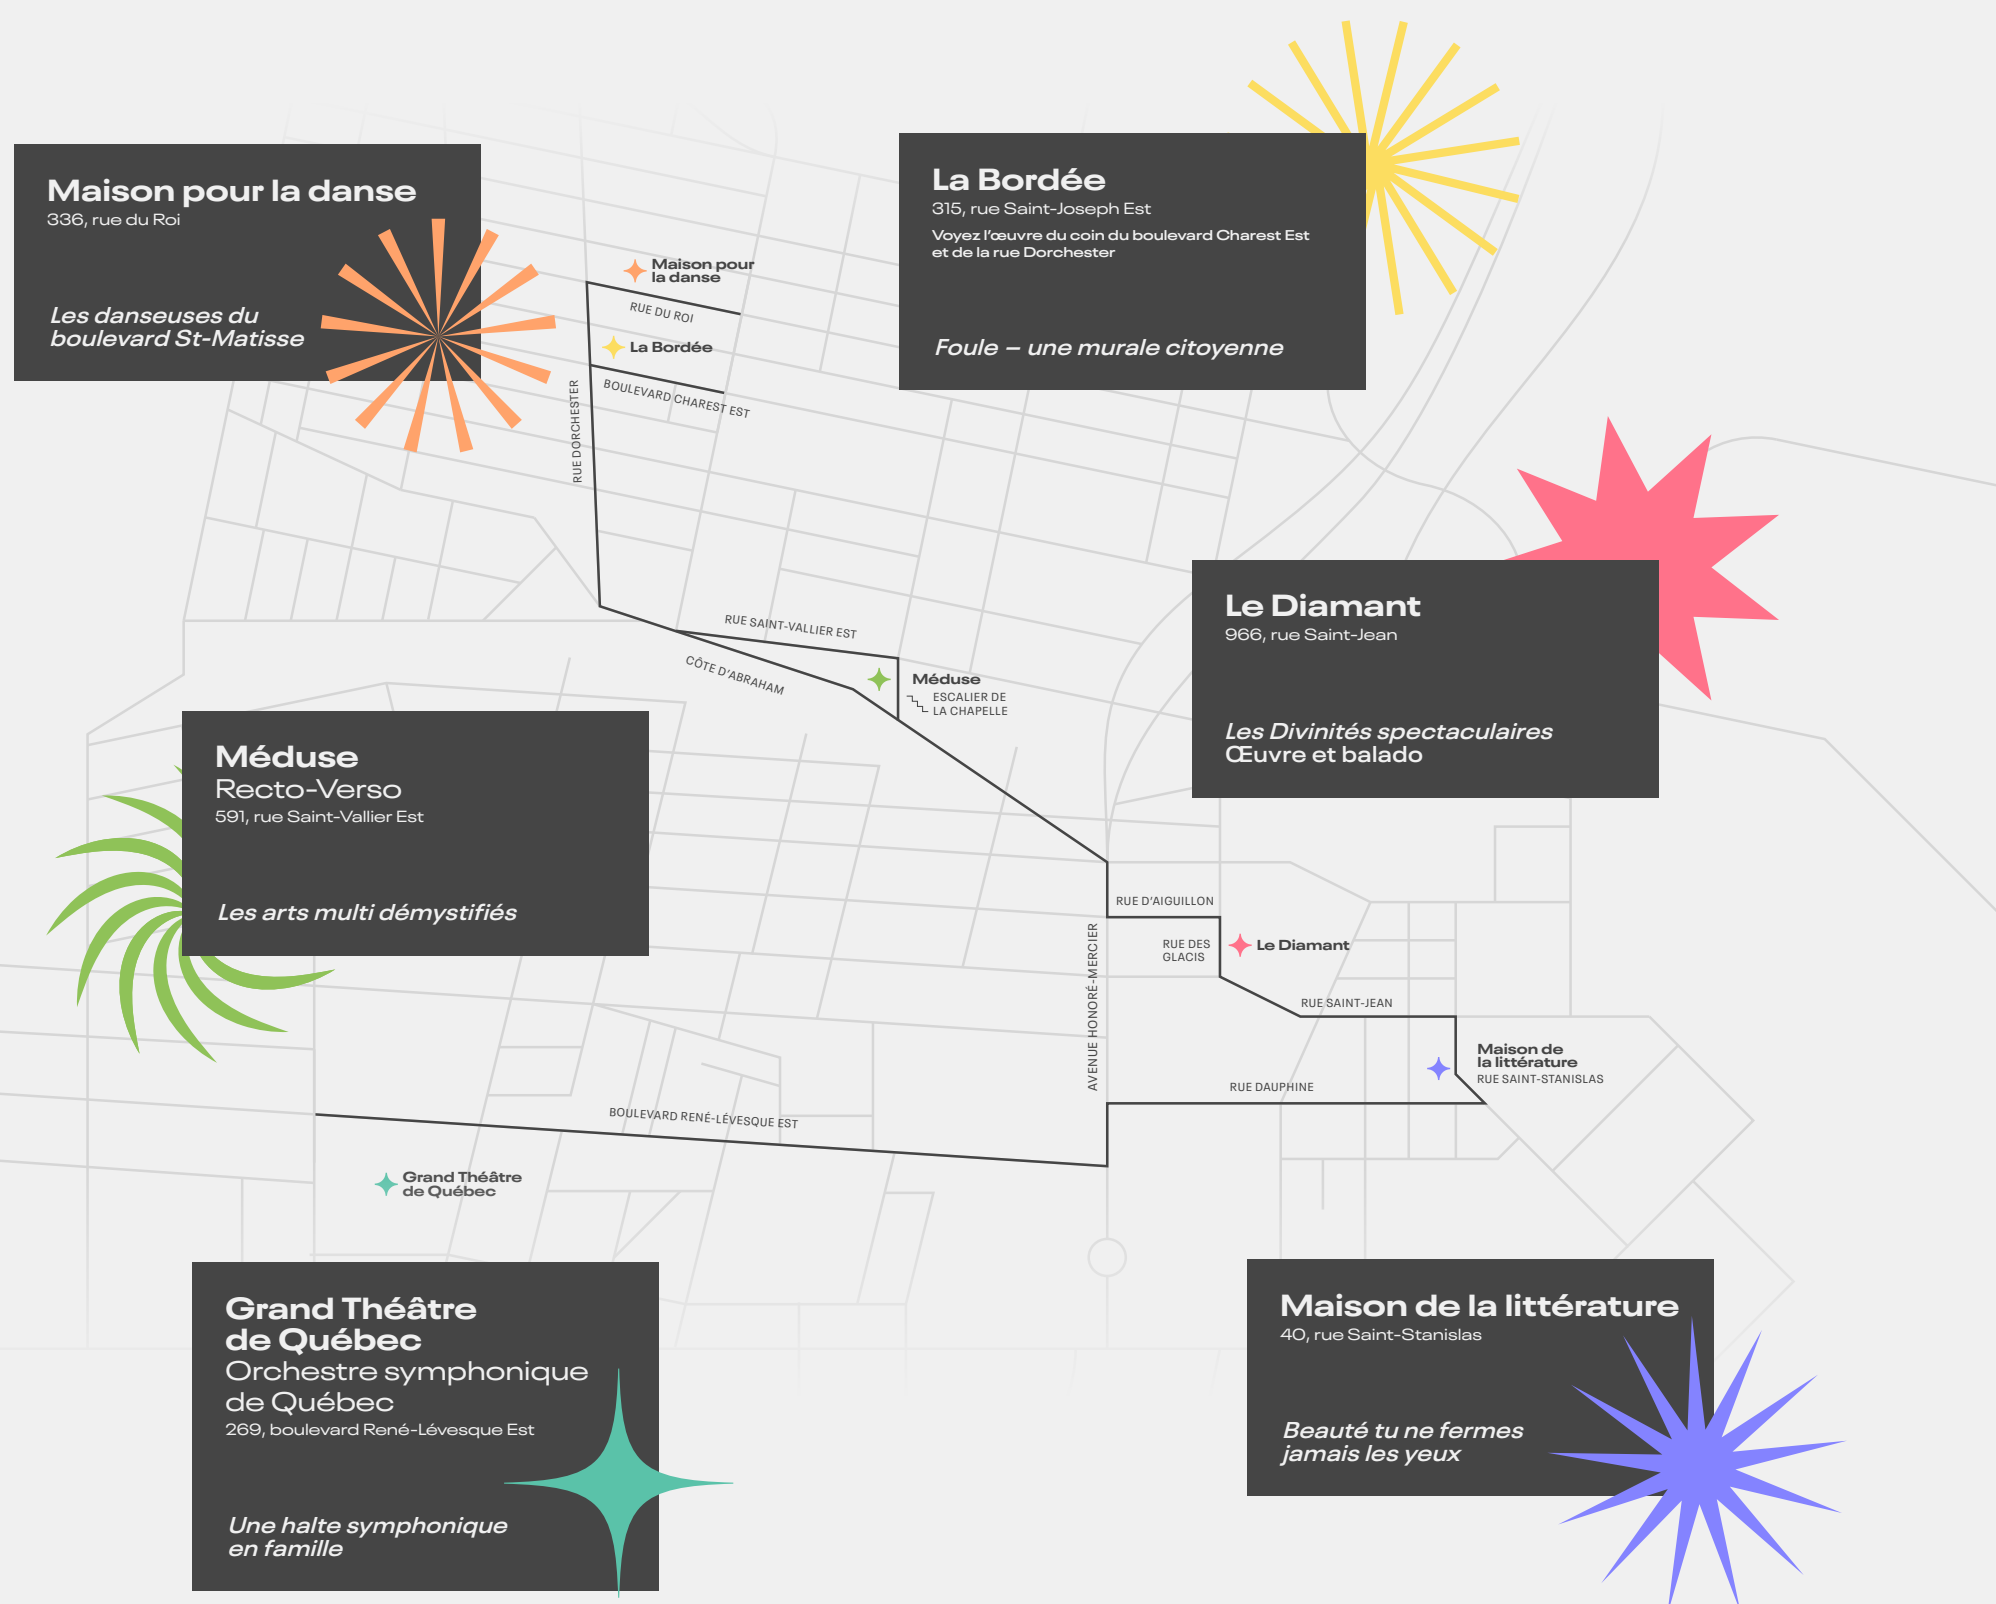 Maison pour la danse
336, rue du Roi
Les danseuses du
boulevard St-Matisse
La Bordée
315, rue Saint-Joseph Est
Voyez l'œuvre du coin du boulevard Charest Est
et de la rue Dorchester
Foule – une murale citoyenne
Maison pour
la danse
RUE DU ROI
La Bordée
BOULEVARD CHAREST EST
RUE DORCHESTER
RUE SAINT-VALLIER EST
CÔTE D'ABRAHAM
Méduse
ESCALIER DE
LA CHAPELLE
Le Diamant
966, rue Saint-Jean
Les Divinités spectaculaires
Œuvre et balado
Méduse
Recto-Verso
591, rue Saint-Vallier Est
Les arts multi démystifiés
RUE D'AIGUILLON
RUE DES
GLACIS
Le Diamant
AVENUE HONORÉ-MERCIER
RUE SAINT-JEAN
Maison de
la littérature
RUE SAINT-STANISLAS
RUE DAUPHINE
BOULEVARD RENÉ-LÉVESQUE EST
Grand Théâtre
de Québec
Grand Théâtre
de Québec
Orchestre symphonique
de Québec
269, boulevard René-Lévesque Est
Une halte symphonique
en famille
Maison de la littérature
40, rue Saint-Stanislas
Beauté tu ne fermes
jamais les yeux